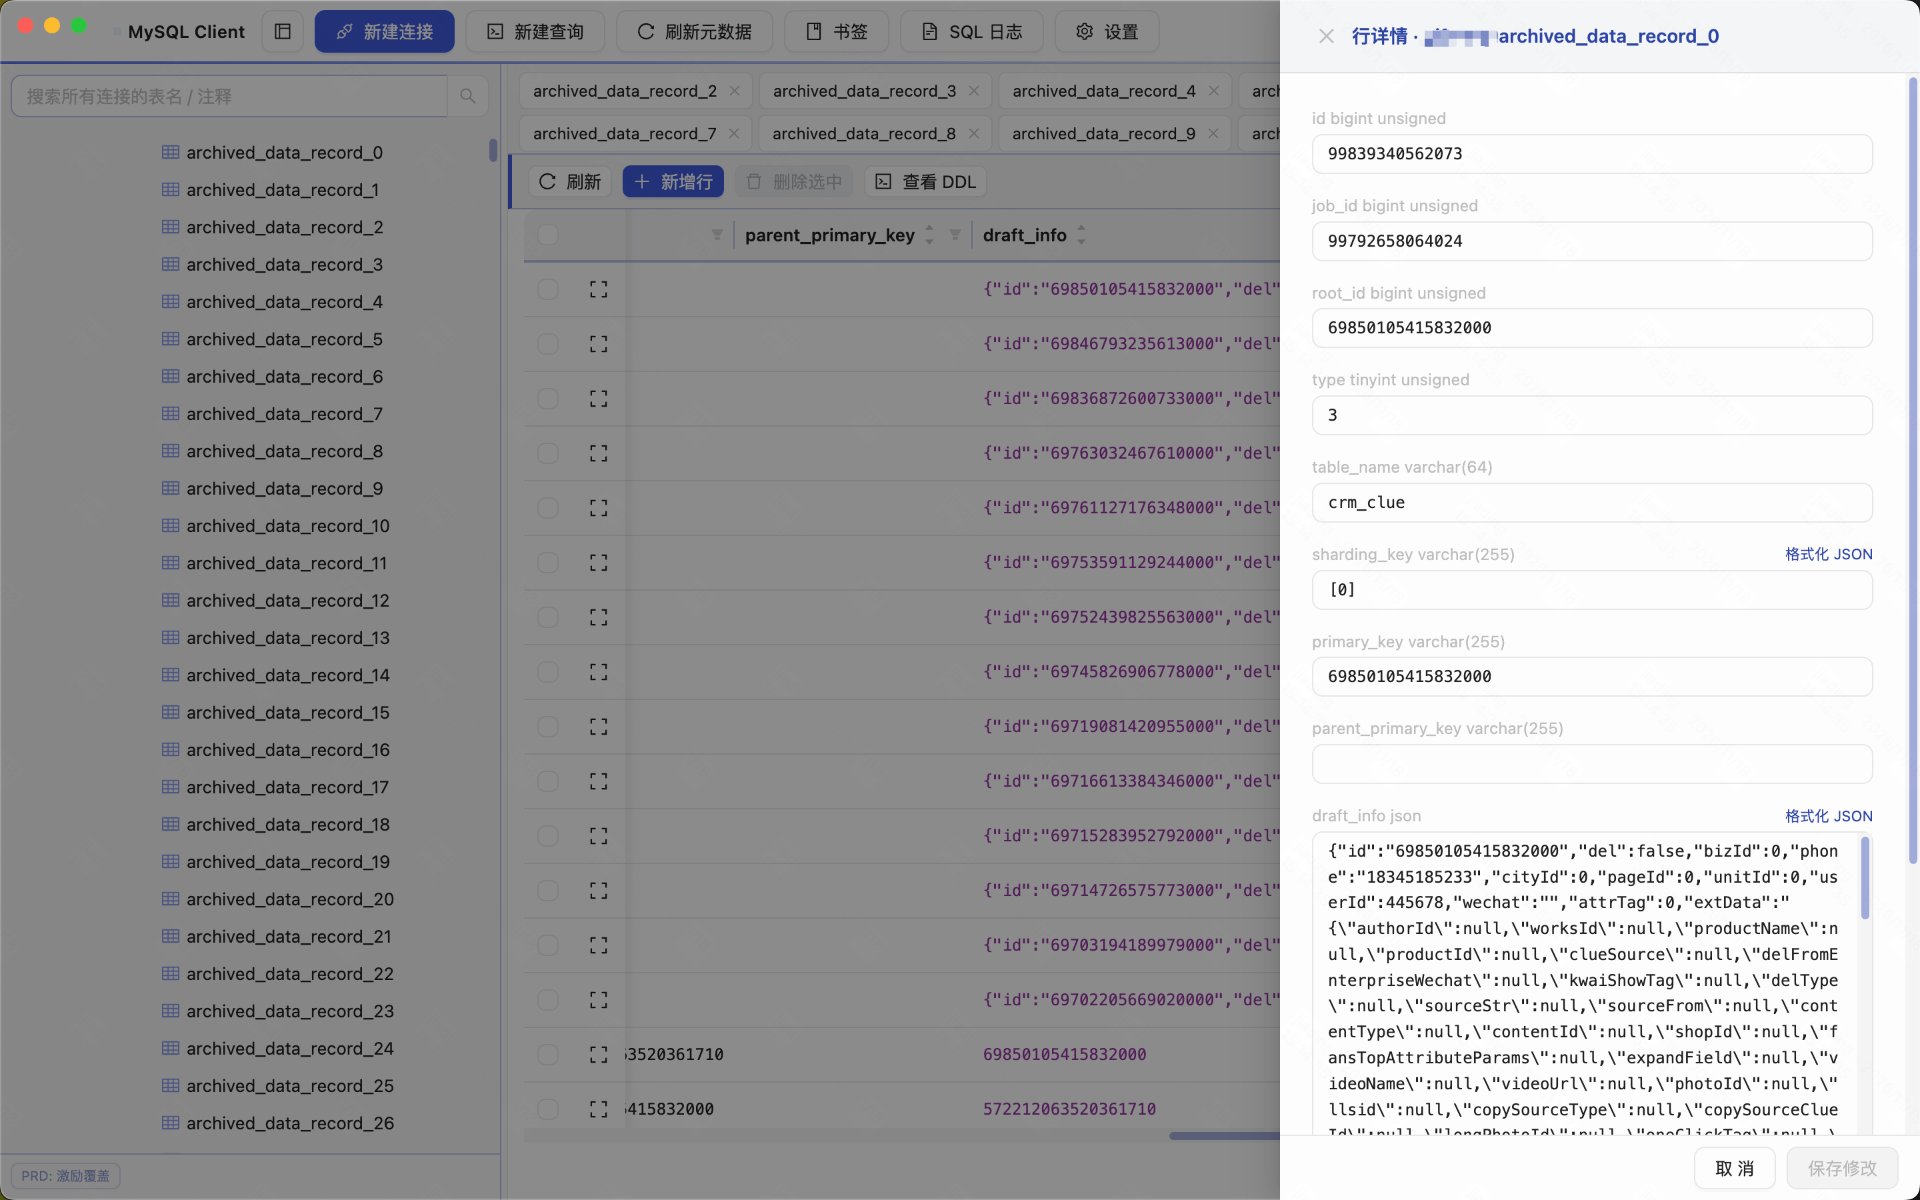 MySQL Client
新建连接
新建查询
刷新元数据
书签
SQL 日志
设置
搜索所有连接的表名 / 注释
archived_data_record_0
archived_data_record_1
archived_data_record_2
archived_data_record_3
archived_data_record_4
archived_data_record_5
archived_data_record_6
archived_data_record_7
archived_data_record_8
archived_data_record_9
archived_data_record_10
archived_data_record_11
archived_data_record_12
archived_data_record_13
archived_data_record_14
archived_data_record_15
archived_data_record_16
archived_data_record_17
archived_data_record_18
archived_data_record_19
archived_data_record_20
archived_data_record_21
archived_data_record_22
archived_data_record_23
archived_data_record_24
archived_data_record_25
archived_data_record_26
PRD: 激励覆盖
archived_data_record_2 archived_data_record_3 archived_data_record_4 arc
archived_data_record_7 archived_data_record_8 archived_data_record_9 arc
刷新 新增行 删除选中 查看 DDL
parent_primary_key draft_info
{"id":"69850105415832000","del"
{"id":"69846793235613000","del"
{"id":"69836872600733000","del"
{"id":"69763032467610000","del"
{"id":"69761127176348000","del"
{"id":"69753591129244000","del"
{"id":"69752439825563000","del"
{"id":"69745826906778000","del"
{"id":"69719081420955000","del"
{"id":"69716613384346000","del"
{"id":"69715283952792000","del"
{"id":"69714726575773000","del"
{"id":"69703194189979000","del"
{"id":"69702205669020000","del"
63520361710 69850105415832000
5415832000 572212063520361710
行详情 · archived_data_record_0
id bigint unsigned
99839340562073
job_id bigint unsigned
99792658064024
root_id bigint unsigned
69850105415832000
type tinyint unsigned
3
table_name varchar(64)
crm_clue
sharding_key varchar(255) 格式化 JSON
[0]
primary_key varchar(255)
69850105415832000
parent_primary_key varchar(255)
draft_info json 格式化 JSON
{"id":"69850105415832000","del":false,"bizId":0,"phon
e":"18345185233","cityId":0,"pageId":0,"unitId":0,"us
erId":445678,"wechat":"","attrTag":0,"extData":"
{\"authorId\":null,\"worksId\":null,\"productName\":n
ull,\"productId\":null,\"clueSource\":null,\"delFromE
nterpriseWechat\":null,\"kwaiShowTag\":null,\"delType
\":null,\"sourceStr\":null,\"sourceFrom\":null,\"cont
entType\":null,\"contentId\":null,\"shopId\":null,\"f
ansTopAttributeParams\":null,\"expandField\":null,\"v
ideoName\":null,\"videoUrl\":null,\"photoId\":null,\"
llsid\":null,\"copySourceType\":null,\"copySourceClue
Id\":null,\"longPhotoId\":null,\"oneClickTag\":null,\
取 消 保存修改